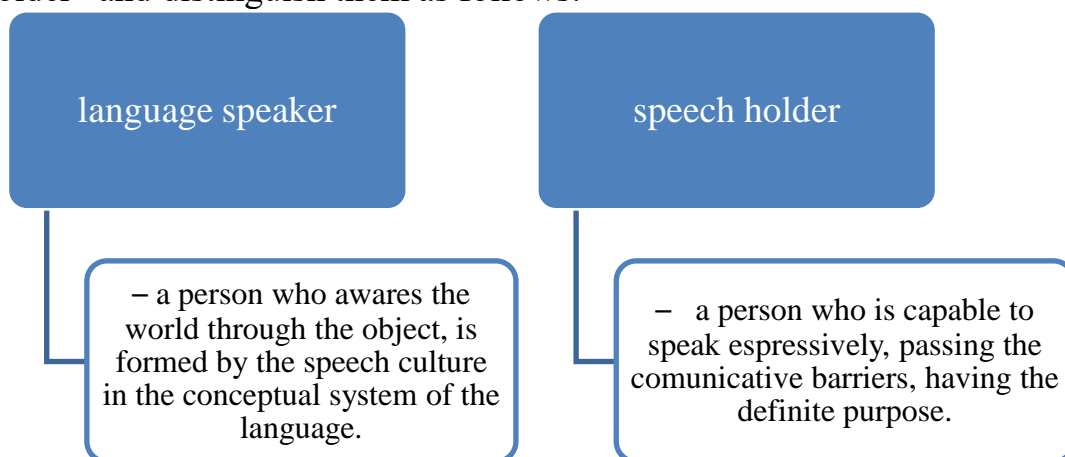 language speaker
– a person who awares the
world through the object, is
formed by the speech culture
in the conceptual system of the
language.
speech holder
– a person who is capable to
speak espressively, passing the
comunicative barriers, having the
definite purpose.